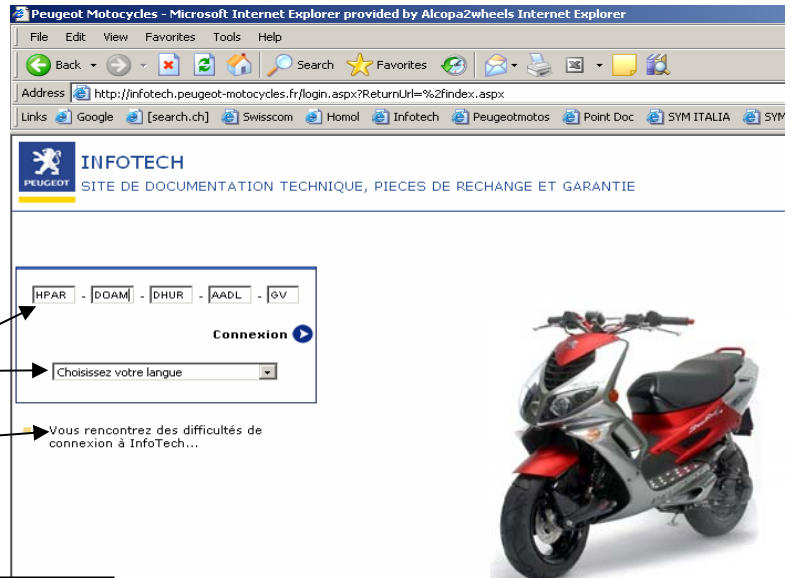 Peugeot Motocycles - Microsoft Internet Explorer provided by Alcopa2wheels Internet Explorer
File Edit View Favorites Tools Help
Back Search Favorites
Address http://infotech.peugeot-motocycles.fr/login.aspx?ReturnUrl=%2findex.aspx
Links Google [search.ch] Swisscom Homol Infotech Peugeotmotos Point Doc SYM ITALIA SYM
PEUGEOT
INFOTECH
SITE DE DOCUMENTATION TECHNIQUE, PIECES DE RECHANGE ET GARANTIE
HPAR - DOAM - DHUR - AADL - GV
Connexion
Choisissez votre langue
Vous rencontrez des difficultés de
connexion à InfoTech...